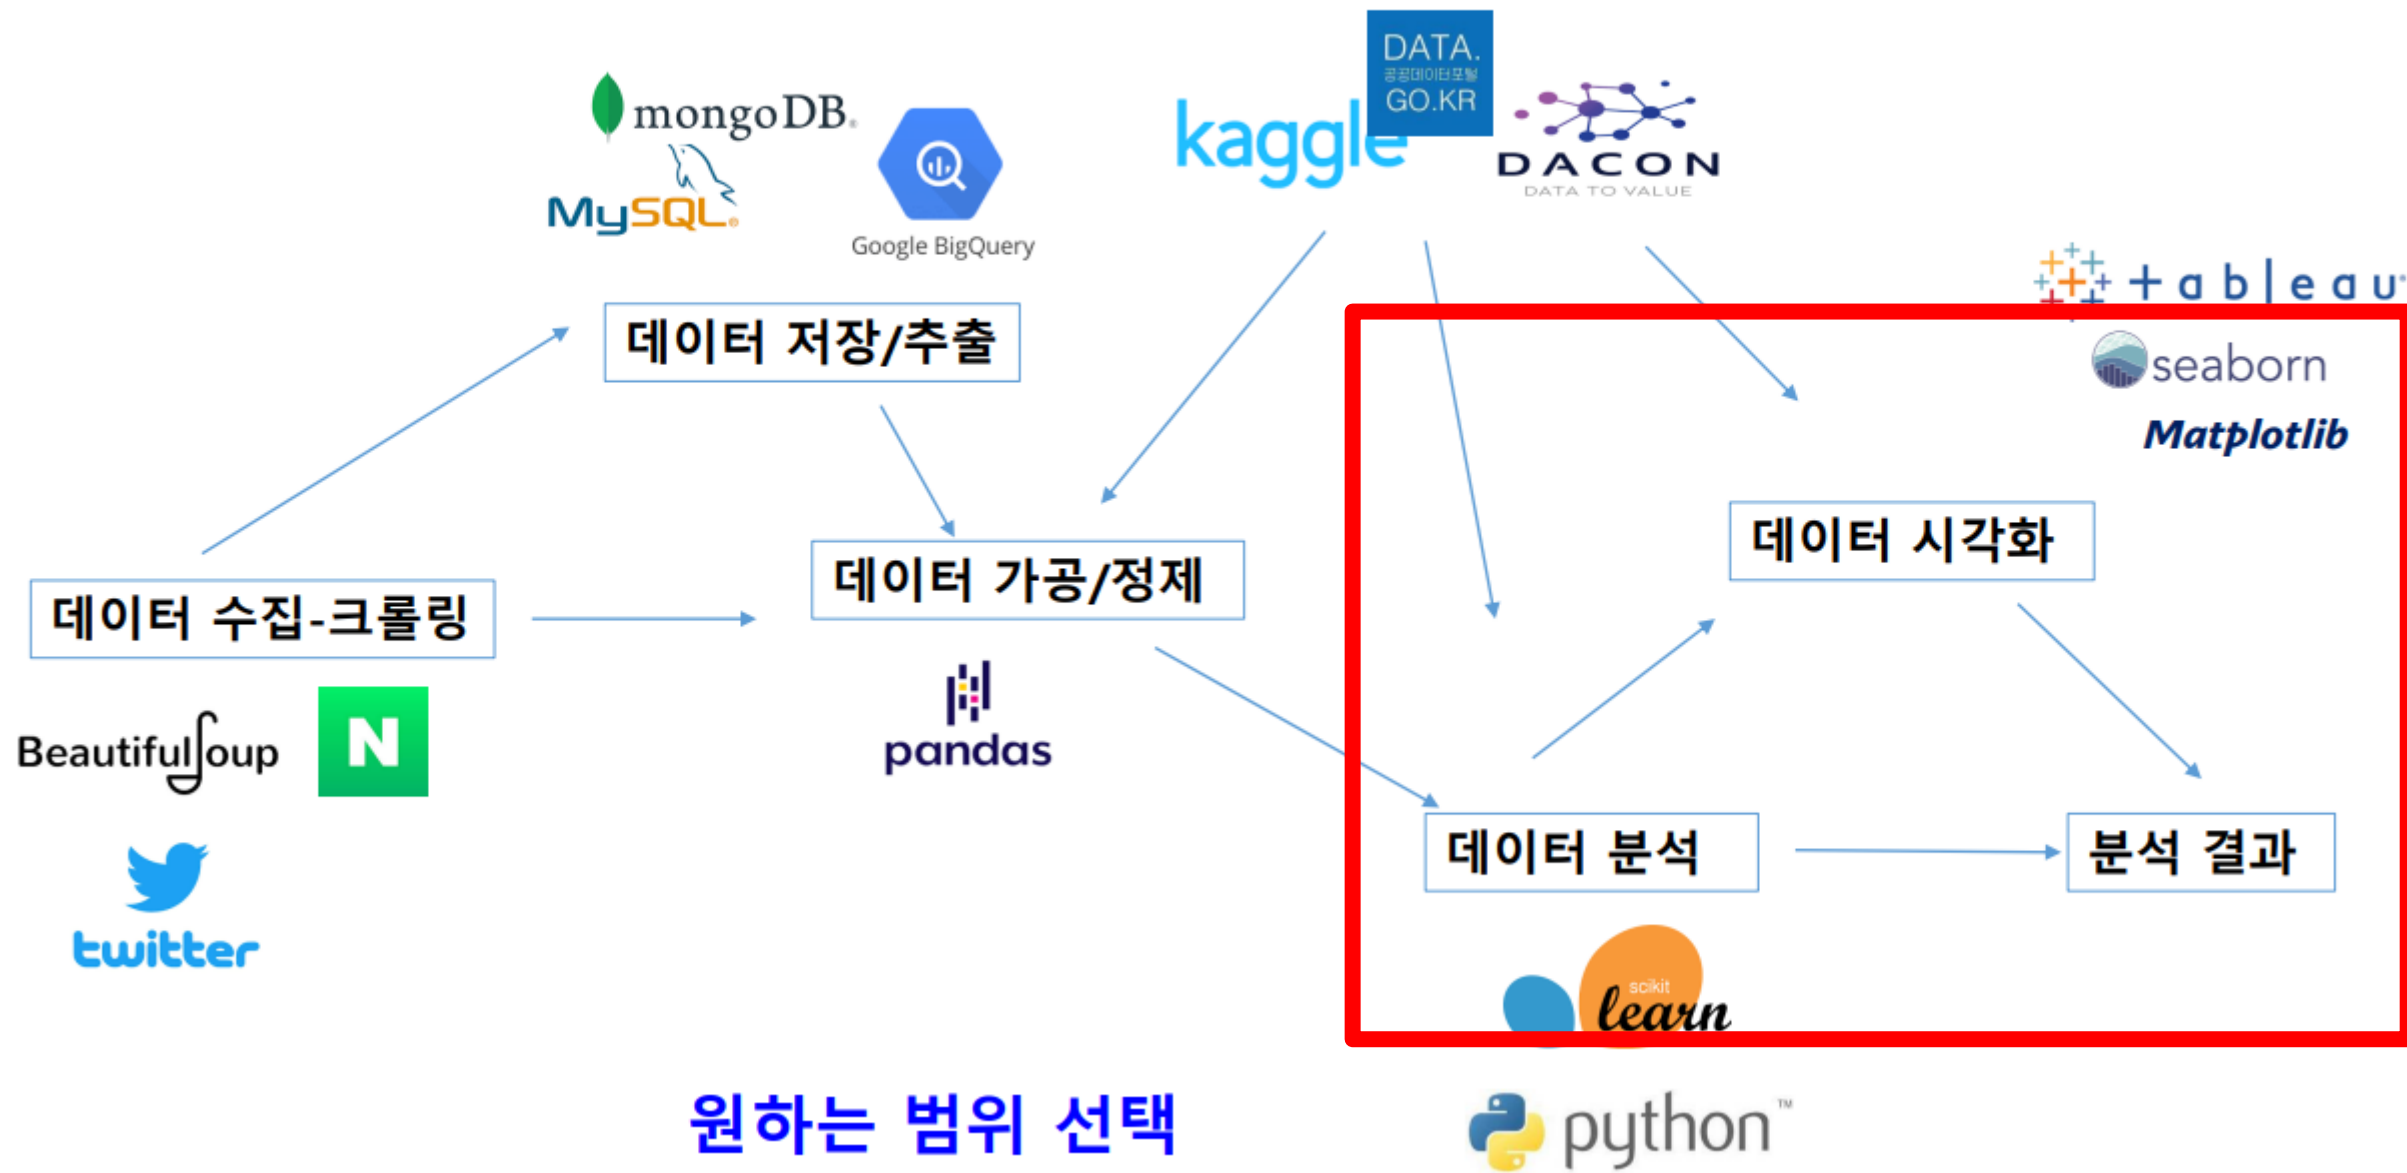 DATA.
공공데이터포털
GO.KR
mongoDB®
kaggle
DACON
DATA TO VALUE
MySQL®
Google BigQuery
+ableau
데이터 저장/추출
seaborn
Matplotlib
데이터 시각화
데이터 가공/정제
데이터 수집-크롤링
pandas
BeautifulSoup
N
데이터 분석
분석 결과
twitter
scikit
learn
원하는 범위 선택
python™